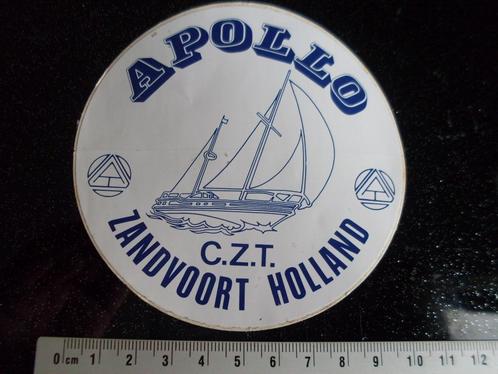 APOLLO
C.Z.T.
ZANDVOORT HOLLAND
0 cm 1 2 3 4 5 6 7 8 9 10 11 12